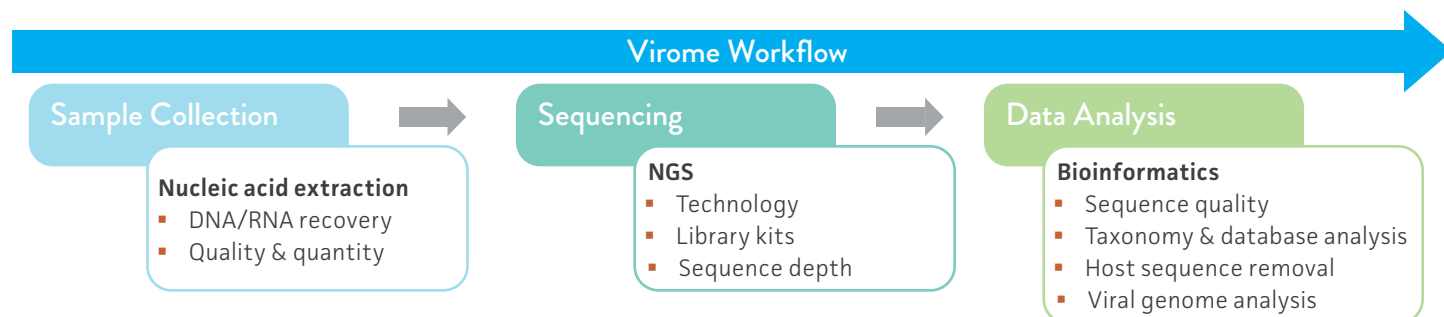 Virome Workflow
Sample Collection
Nucleic acid extraction
▪ DNA/RNA recovery
▪ Quality & quantity
Sequencing
NGS
▪ Technology
▪ Library kits
▪ Sequence depth
Data Analysis
Bioinformatics
▪ Sequence quality
▪ Taxonomy & database analysis
▪ Host sequence removal
▪ Viral genome analysis